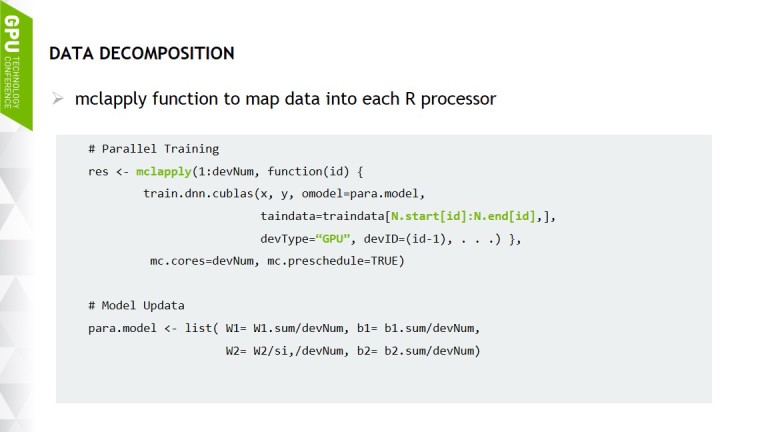 GPU TECHNOLOGY CONFERENCE
DATA DECOMPOSITION
mclapply function to map data into each R processor
# Parallel Training
res <- mclapply(1:devNum, function(id) {
train.dnn.cublas(x, y, omodel=para.model,
taindata=traindata[N.start[id]:N.end[id],],
devType=“GPU”, devID=(id-1), . . .) },
mc.cores=devNum, mc.preschedule=TRUE)
# Model Updata
para.model <- list( W1= W1.sum/devNum, b1= b1.sum/devNum,
W2= W2/si,/devNum, b2= b2.sum/devNum)